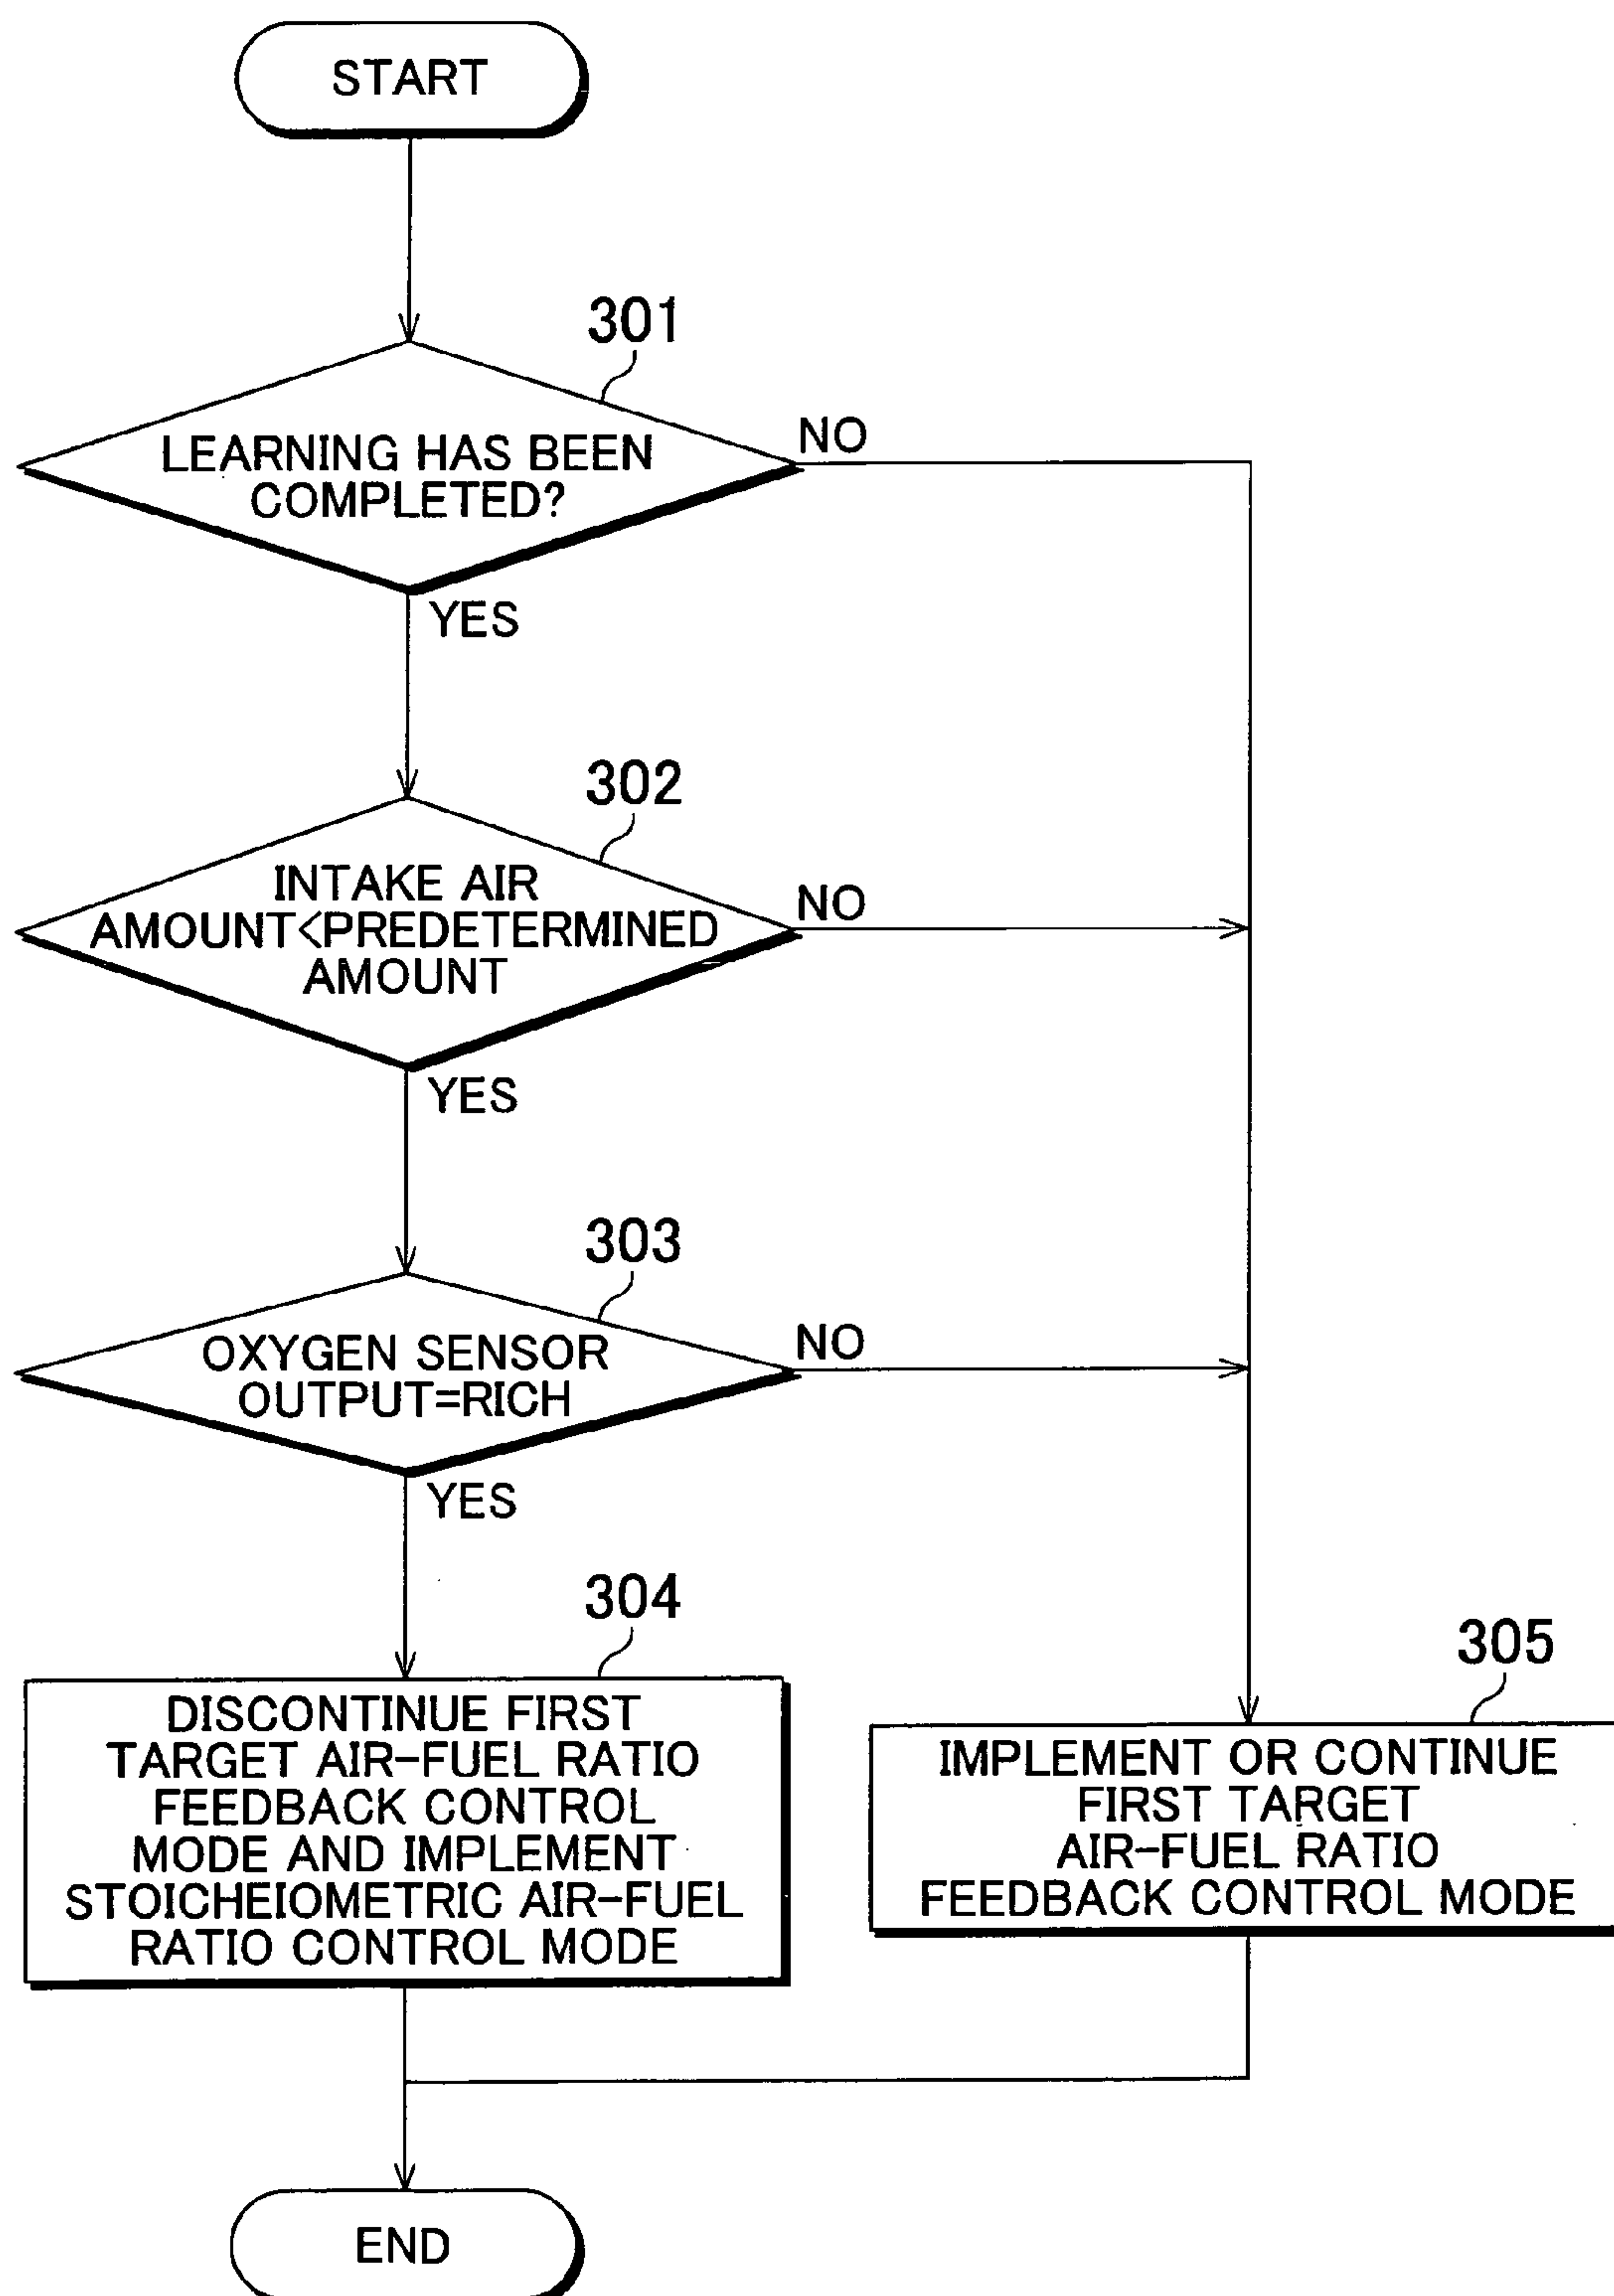 START
301
LEARNING HAS BEEN
COMPLETED?
NO
YES
302
INTAKE AIR
AMOUNT<PREDETERMINED
AMOUNT
NO
YES
303
OXYGEN SENSOR
OUTPUT=RICH
NO
YES
304
DISCONTINUE FIRST
TARGET AIR-FUEL RATIO
FEEDBACK CONTROL
MODE AND IMPLEMENT
STOICHEIOMETRIC AIR-FUEL
RATIO CONTROL MODE
305
IMPLEMENT OR CONTINUE
FIRST TARGET
AIR-FUEL RATIO
FEEDBACK CONTROL MODE
END